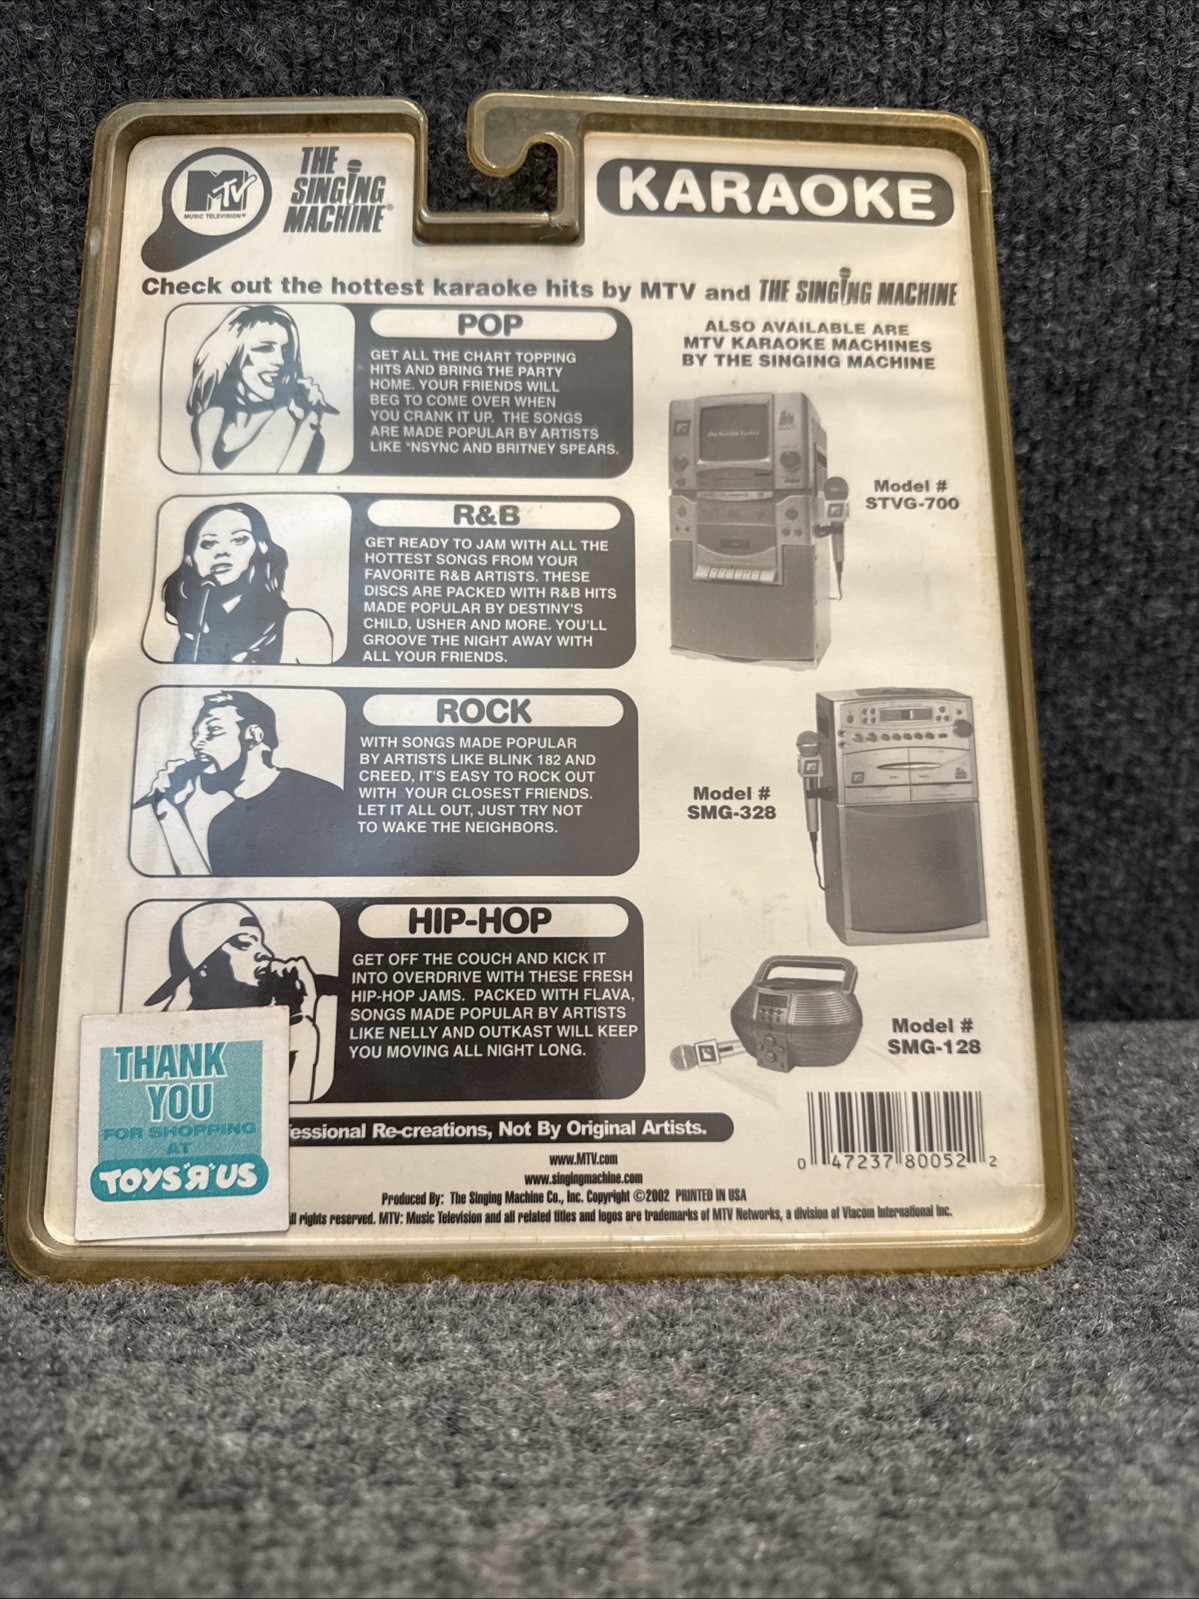 MTV
MUSIC TELEVISION®
THE
SINGING
MACHINE®
KARAOKE
Check out the hottest karaoke hits by MTV and THE SINGING MACHINE
POP
GET ALL THE CHART TOPPING
HITS AND BRING THE PARTY
HOME. YOUR FRIENDS WILL
BEG TO COME OVER WHEN
YOU CRANK IT UP. THE SONGS
ARE MADE POPULAR BY ARTISTS
LIKE *NSYNC AND BRITNEY SPEARS.
R&B
GET READY TO JAM WITH ALL THE
HOTTEST SONGS FROM YOUR
FAVORITE R&B ARTISTS. THESE
DISCS ARE PACKED WITH R&B HITS
MADE POPULAR BY DESTINY'S
CHILD, USHER AND MORE. YOU'LL
GROOVE THE NIGHT AWAY WITH
ALL YOUR FRIENDS.
ROCK
WITH SONGS MADE POPULAR
BY ARTISTS LIKE BLINK 182 AND
CREED, IT'S EASY TO ROCK OUT
WITH YOUR CLOSEST FRIENDS.
LET IT ALL OUT, JUST TRY NOT
TO WAKE THE NEIGHBORS.
HIP-HOP
GET OFF THE COUCH AND KICK IT
INTO OVERDRIVE WITH THESE FRESH
HIP-HOP JAMS. PACKED WITH FLAVA,
SONGS MADE POPULAR BY ARTISTS
LIKE NELLY AND OUTKAST WILL KEEP
YOU MOVING ALL NIGHT LONG.
ALSO AVAILABLE ARE
MTV KARAOKE MACHINES
BY THE SINGING MACHINE
On Screen Lyrics
Model #
STVG-700
Model #
SMG-328
Model #
SMG-128
THANK
YOU
FOR SHOPPING
AT
TOYS"R"US
essional Re-creations, Not By Original Artists.
www.MTV.com
www.singingmachine.com
Produced By: The Singing Machine Co., Inc. Copyright ©2002 PRINTED IN USA
ll rights reserved. MTV: Music Television and all related titles and logos are trademarks of MTV Networks, a division of Viacom International Inc.
0 47237 80052 2